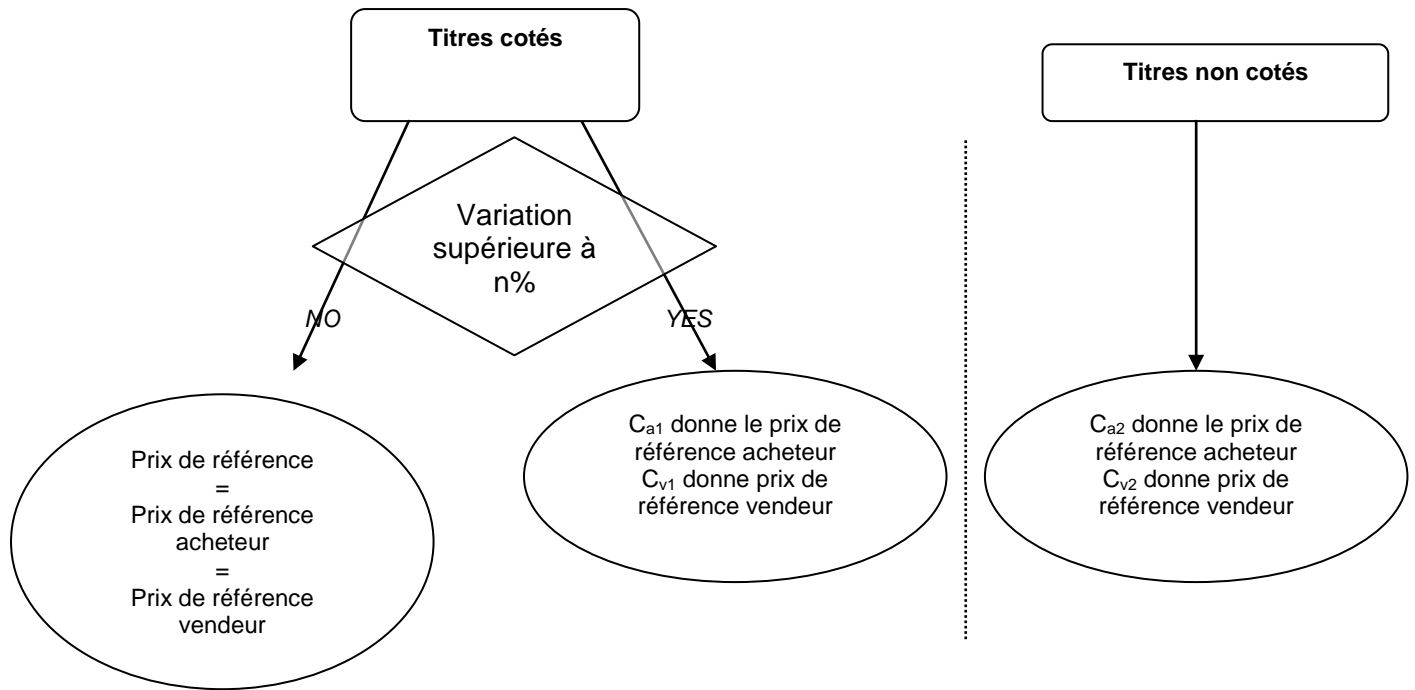 Titres cotés
Titres non cotés
Variation
supérieure à
n%
NO
YES
Prix de référence
=
Prix de référence
acheteur
=
Prix de référence
vendeur
Ca1 donne le prix de
référence acheteur
Cv1 donne prix de
référence vendeur
Ca2 donne le prix de
référence acheteur
Cv2 donne prix de
référence vendeur